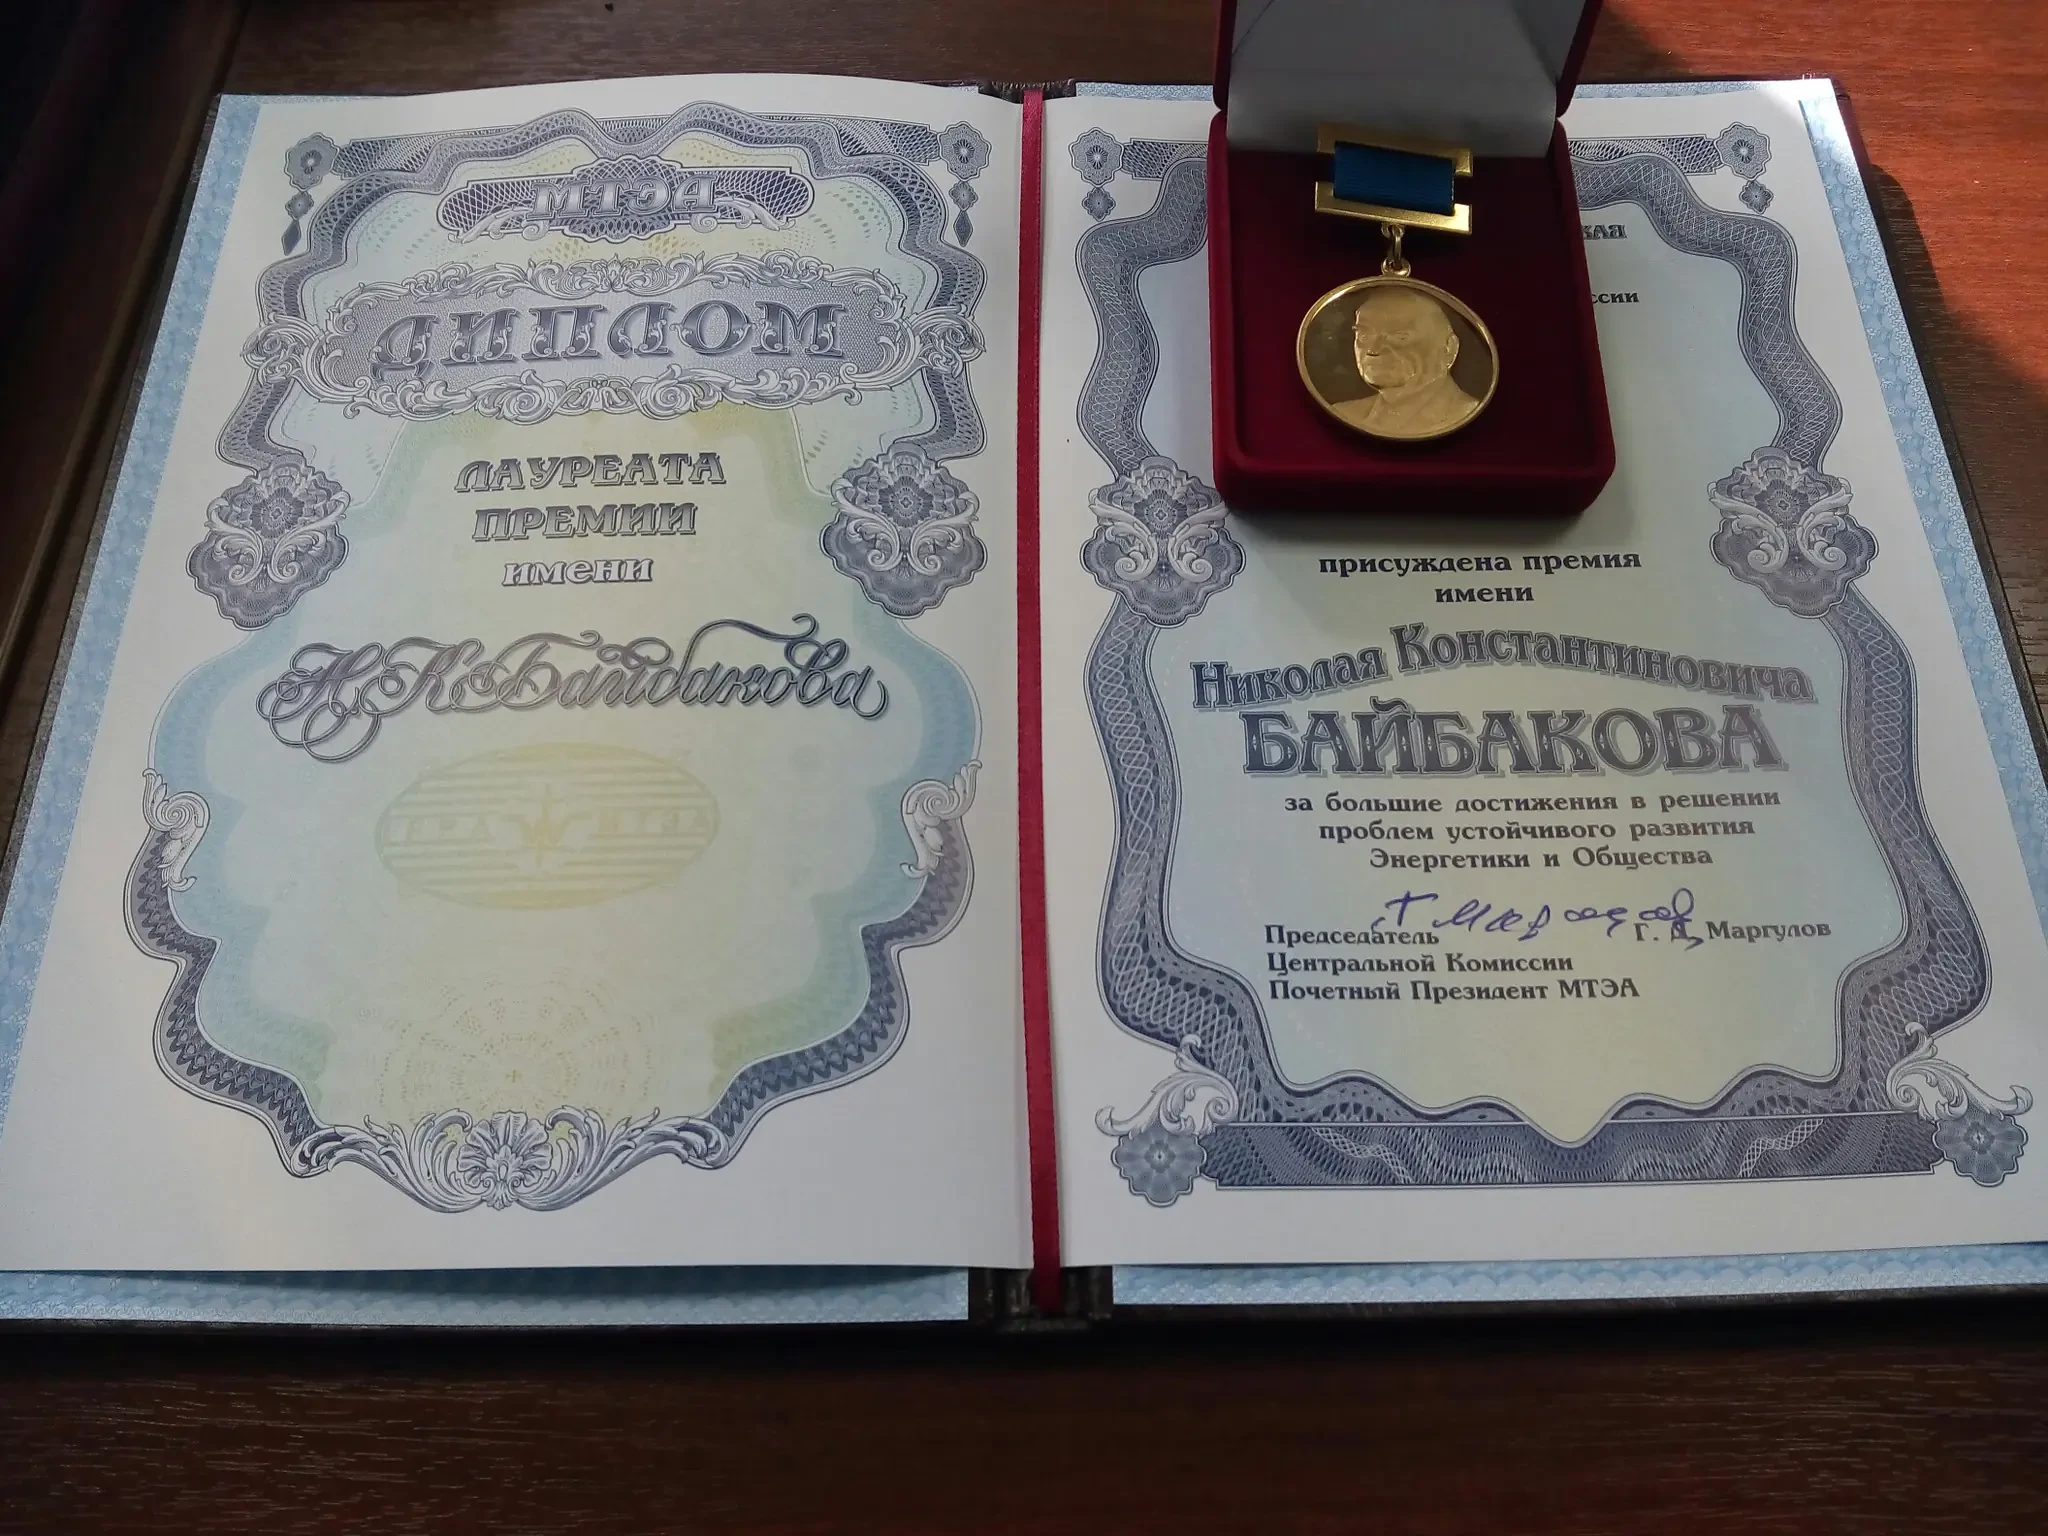 МТЭА
ДИПЛОМ
ЛАУРЕАТА
ПРЕМИИ
имени
Н.К.Байбакова
присуждена премия
имени
Николая Константиновича
БАЙБАКОВА
за большие достижения в решении
проблем устойчивого развития
Энергетики и Общества
Председатель Г. Д. Маргулов
Центральной Комиссии
Почетный Президент МТЭА